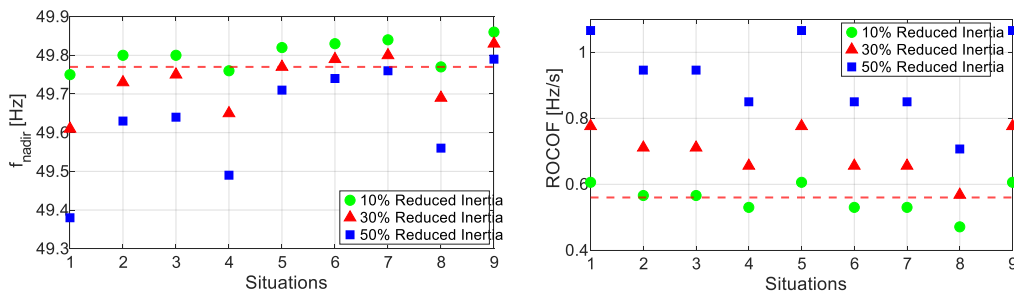 49.9
49.8
49.7
49.6
49.5
49.4
49.3
f_nadir [Hz]
1 2 3 4 5 6 7 8 9
Situations
10% Reduced Inertia
30% Reduced Inertia
50% Reduced Inertia
1
0.8
0.6
0.4
ROCOF [Hz/s]
1 2 3 4 5 6 7 8 9
Situations
10% Reduced Inertia
30% Reduced Inertia
50% Reduced Inertia